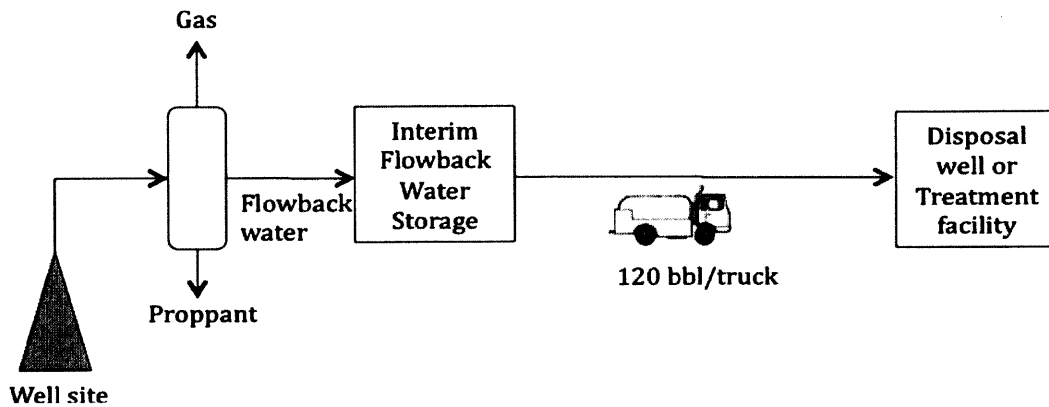 Gas
Interim
Flowback
Water
Storage
Disposal
well or
Treatment
facility
Flowback
water
120 bbl/truck
Proppant
Well site